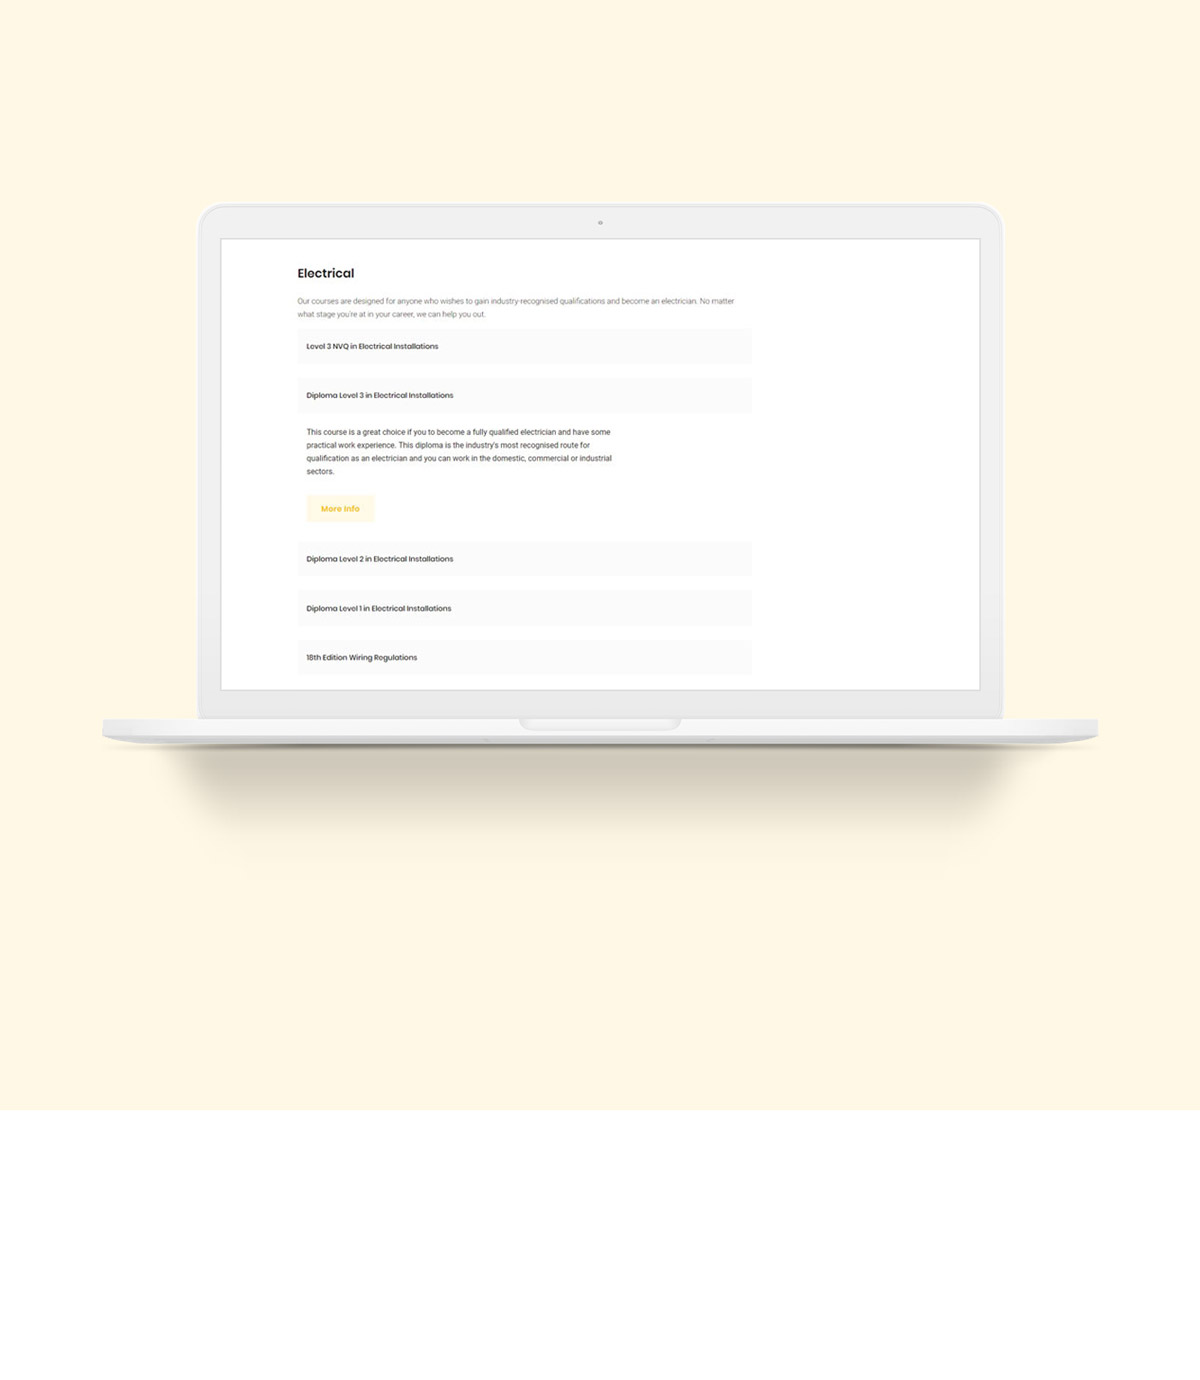 Electrical
Our courses are designed for anyone who wishes to gain industry-recognised qualifications and become an electrician. No matter
what stage you're at in your career, we can help you out.
Level 3 NVQ in Electrical Installations
Diploma Level 3 in Electrical Installations
This course is a great choice if you to become a fully qualified electrician and have some
practical work experience. This diploma is the industry's most recognised route for
qualification as an electrician and you can work in the domestic, commercial or industrial
sectors.
More Info
Diploma Level 2 in Electrical Installations
Diploma Level 1 in Electrical Installations
18th Edition Wiring Regulations